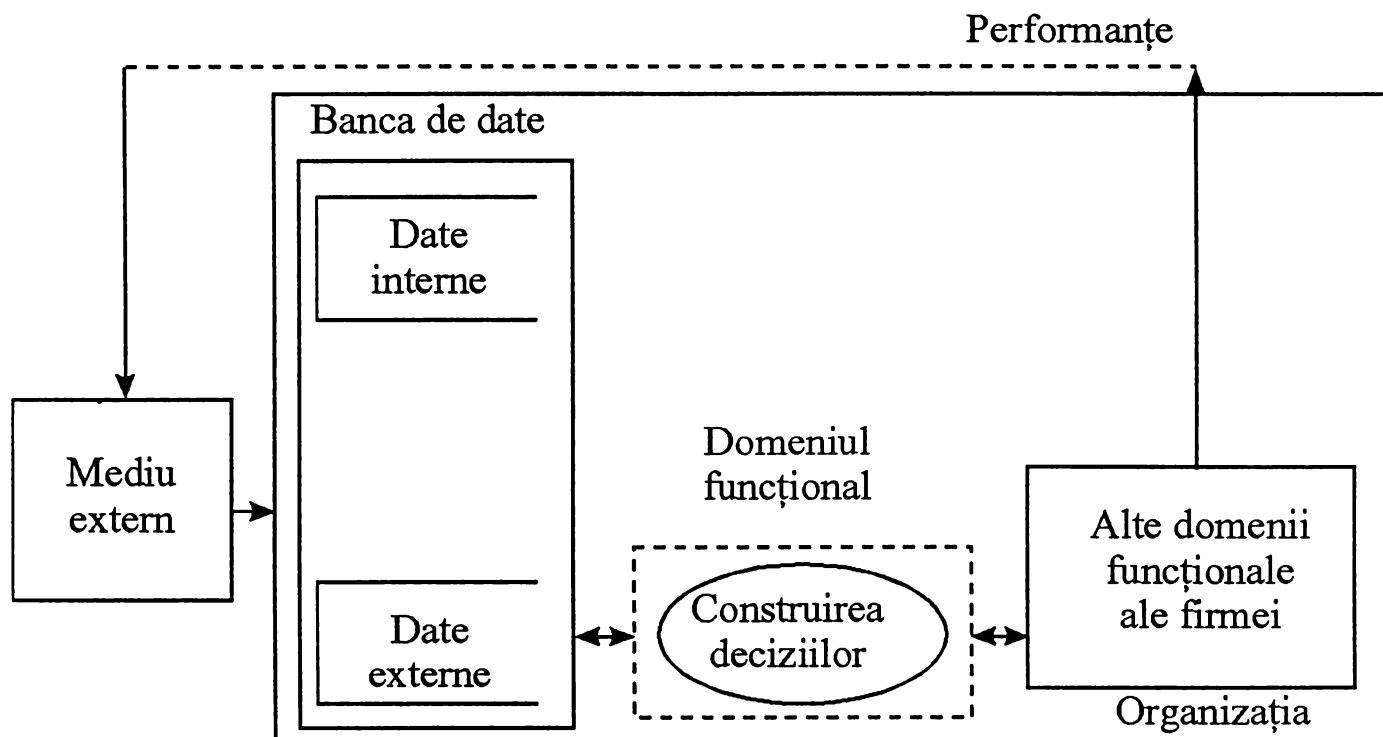 Performanțe
Banca de date
Date
interne
Mediu
extern
Domeniul
funcțional
Alte domenii
funcționale
ale firmei
Date
externe
Construirea
deciziilor
Organizația